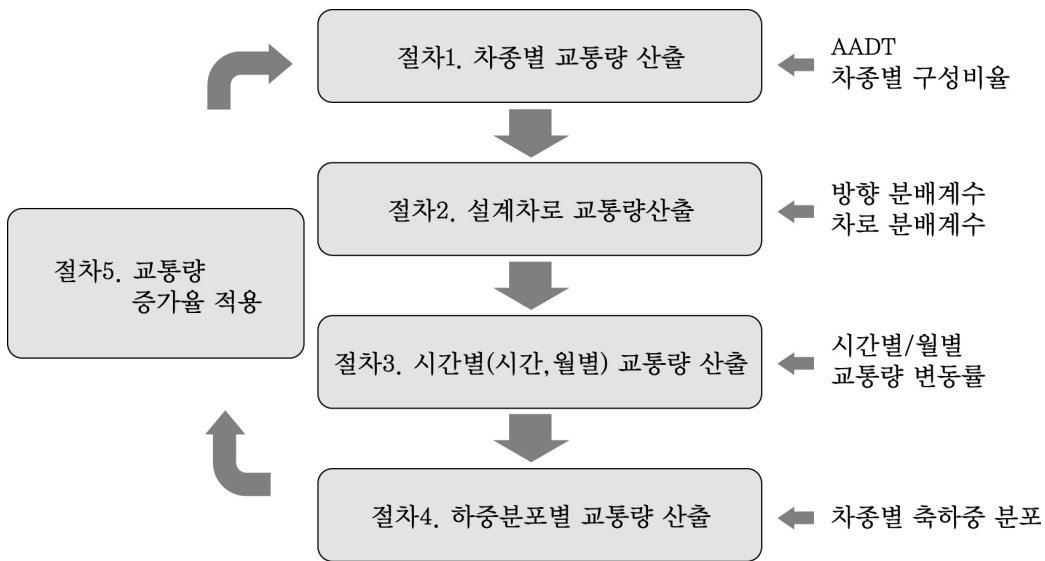 절차1. 차종별 교통량 산출
AADT
차종별 구성비율
절차2. 설계차로 교통량산출
방향 분배계수
차로 분배계수
절차5. 교통량
증가율 적용
절차3. 시간별(시간,월별) 교통량 산출
시간별/월별
교통량 변동률
절차4. 하중분포별 교통량 산출
차종별 축하중 분포